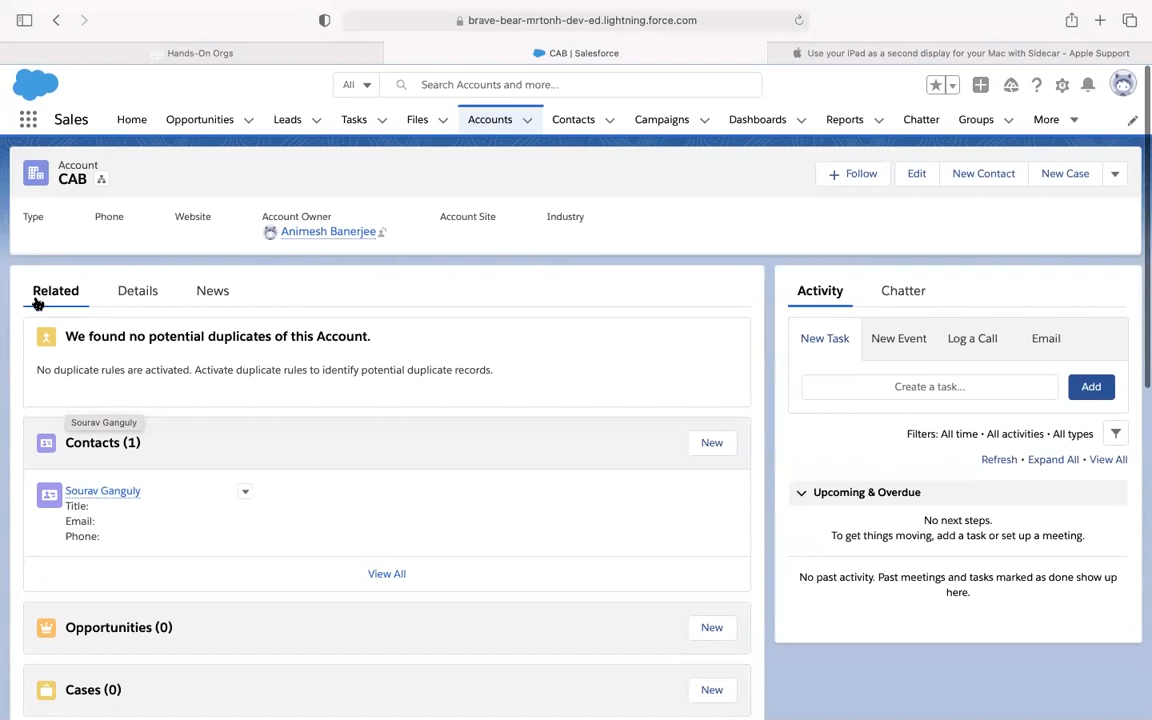 brave-bear-mrtonh-dev-ed.lightning.force.com
Hands-On Orgs
CAB | Salesforce
Use your iPad as a second display for your Mac with Sidecar - Apple Support
All
Search Accounts and more...
Sales
Home
Opportunities
Leads
Tasks
Files
Accounts
Contacts
Campaigns
Dashboards
Reports
Chatter
Groups
More
Account
CAB
Follow
Edit
New Contact
New Case
Type
Phone
Website
Account Owner
Account Site
Industry
Animesh Banerjee
Related
Details
News
We found no potential duplicates of this Account.
No duplicate rules are activated. Activate duplicate rules to identify potential duplicate records.
Sourav Ganguly
Contacts (1)
New
Sourav Ganguly
Title:
Email:
Phone:
View All
Opportunities (0)
New
Cases (0)
New
Activity
Chatter
New Task
New Event
Log a Call
Email
Create a task...
Add
Filters: All time • All activities • All types
Refresh • Expand All • View All
Upcoming & Overdue
No next steps.
To get things moving, add a task or set up a meeting.
No past activity. Past meetings and tasks marked as done show up
here.